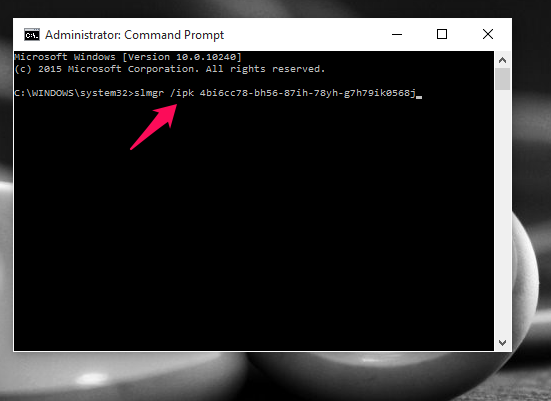 Administrator: Command Prompt
Microsoft Windows [Version 10.0.10240]
(c) 2015 Microsoft Corporation. All rights reserved.
C:\WINDOWS\system32>slmgr /ipk 4bi6cc78-bh56-87ih-78yh-g7h79ik0568j_